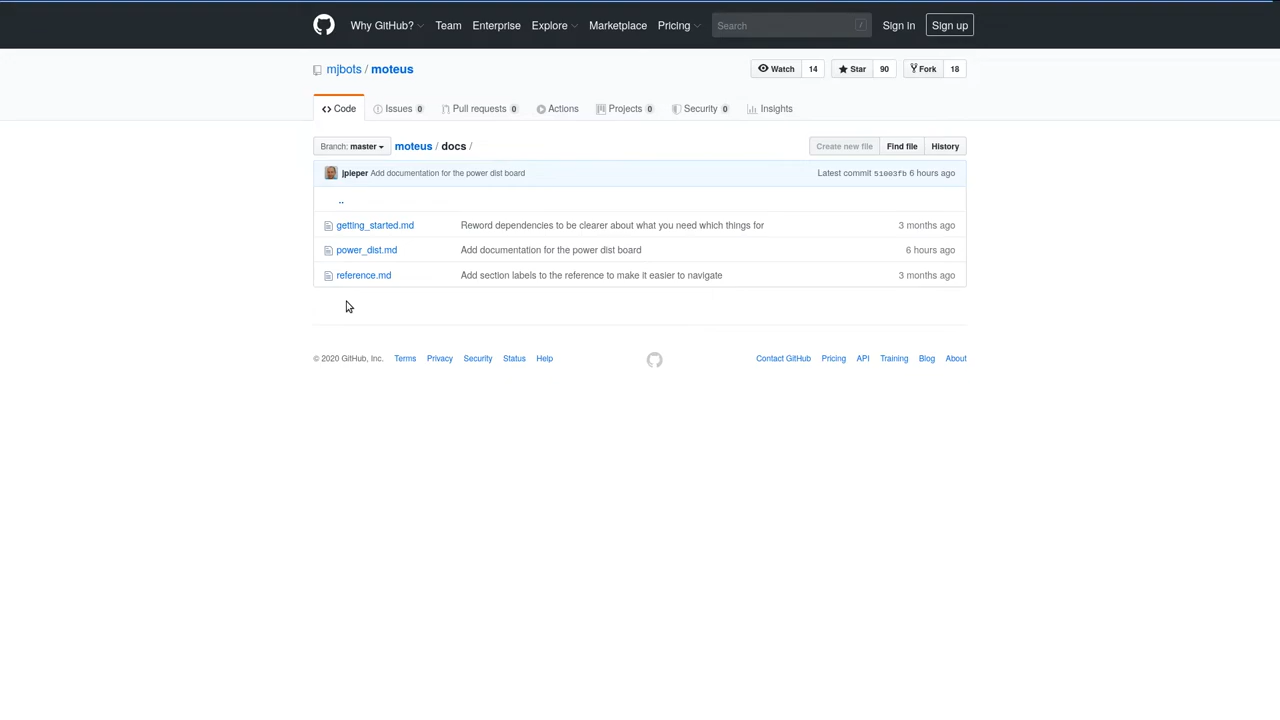 Why GitHub? Team Enterprise Explore Marketplace Pricing Search / Sign in Sign up
mjbots / moteus Watch 14 Star 90 Fork 18
Code Issues 0 Pull requests 0 Actions Projects 0 Security 0 Insights
Branch: master moteus / docs / Create new file Find file History
jpieper Add documentation for the power dist board Latest commit 51003fb 6 hours ago
..
getting_started.md Reword dependencies to be clearer about what you need which things for 3 months ago
power_dist.md Add documentation for the power dist board 6 hours ago
reference.md Add section labels to the reference to make it easier to navigate 3 months ago
© 2020 GitHub, Inc. Terms Privacy Security Status Help Contact GitHub Pricing API Training Blog About